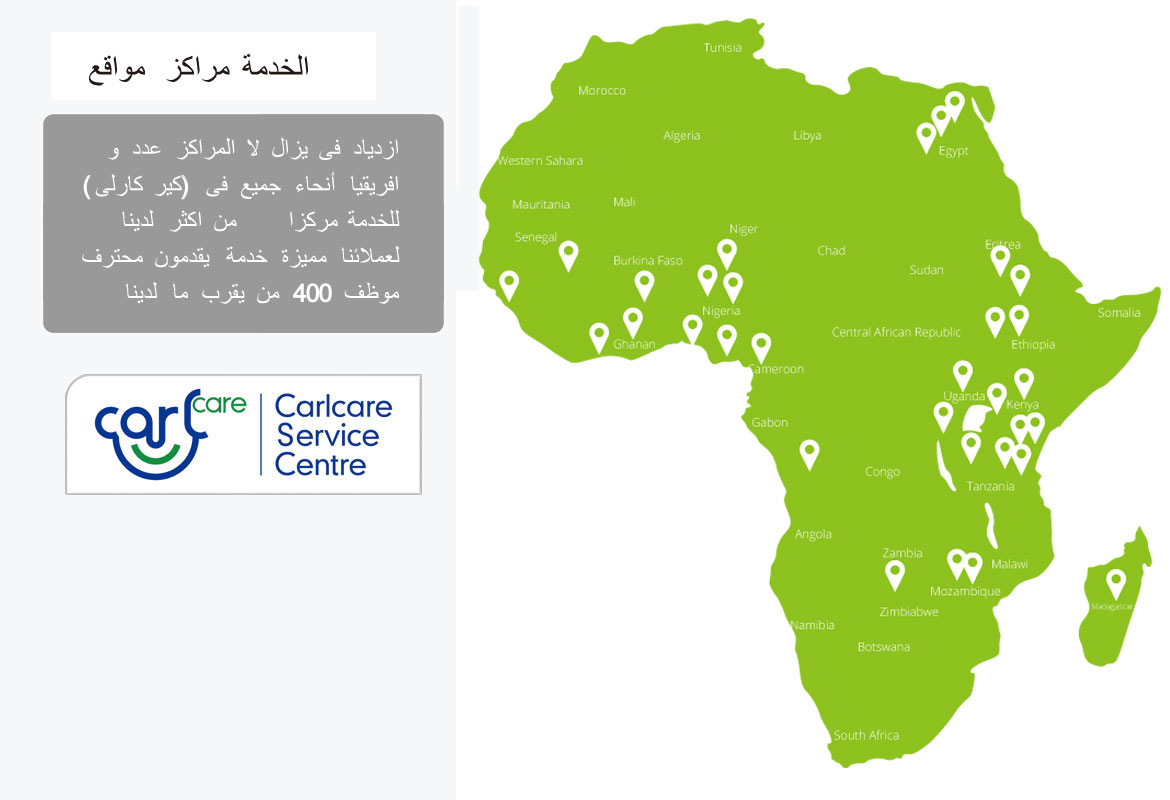 الخدمة مراكز مواقع
ازدياد فى يزال لا المراكز عدد و
افريقيا أنحاء جميع فى (كير كارلى)
للخدمة مركزا من اكثر لدينا
لعملائنا مميزة خدمة يقدمون محترف
موظف 400 من يقرب ما لدينا
carlcare
Carlcare
Service
Centre
Tunisia
Morocco
Algeria
Libya
Egypt
Western Sahara
Mauritania
Mali
Niger
Senegal
Eritrea
Chad
Burkina Faso
Sudan
Nigeria
Somalia
Central African Republic
Ghanan
Ethiopia
Cameroon
Uganda
Kenya
Gabon
Congo
Tanzania
Angola
Zambia
Malawi
Mozambique
Madagascar
Zimbiabwe
Namibia
Botswana
South Africa